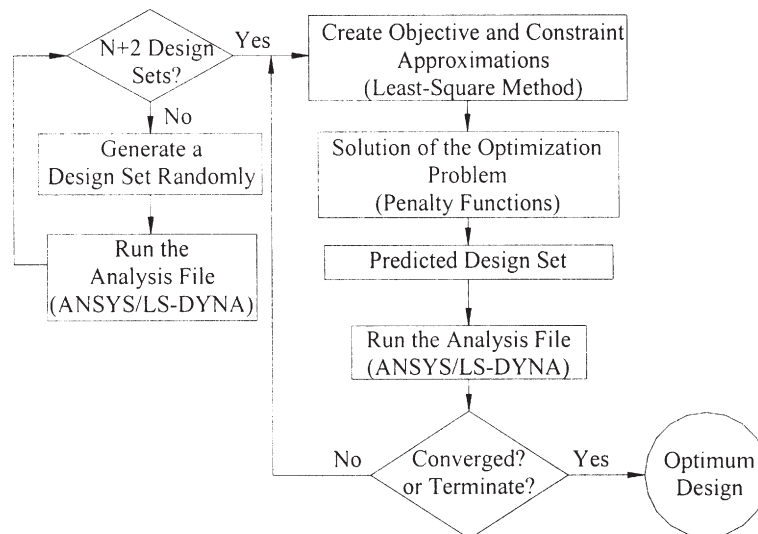 N+2 Design
Sets?
Yes
No
Generate a
Design Set Randomly
Run the
Analysis File
(ANSYS/LS-DYNA)
Create Objective and Constraint
Approximations
(Least-Square Method)
Solution of the Optimization
Problem
(Penalty Functions)
Predicted Design Set
Run the Analysis File
(ANSYS/LS-DYNA)
No
Converged?
or Terminate?
Yes
Optimum
Design